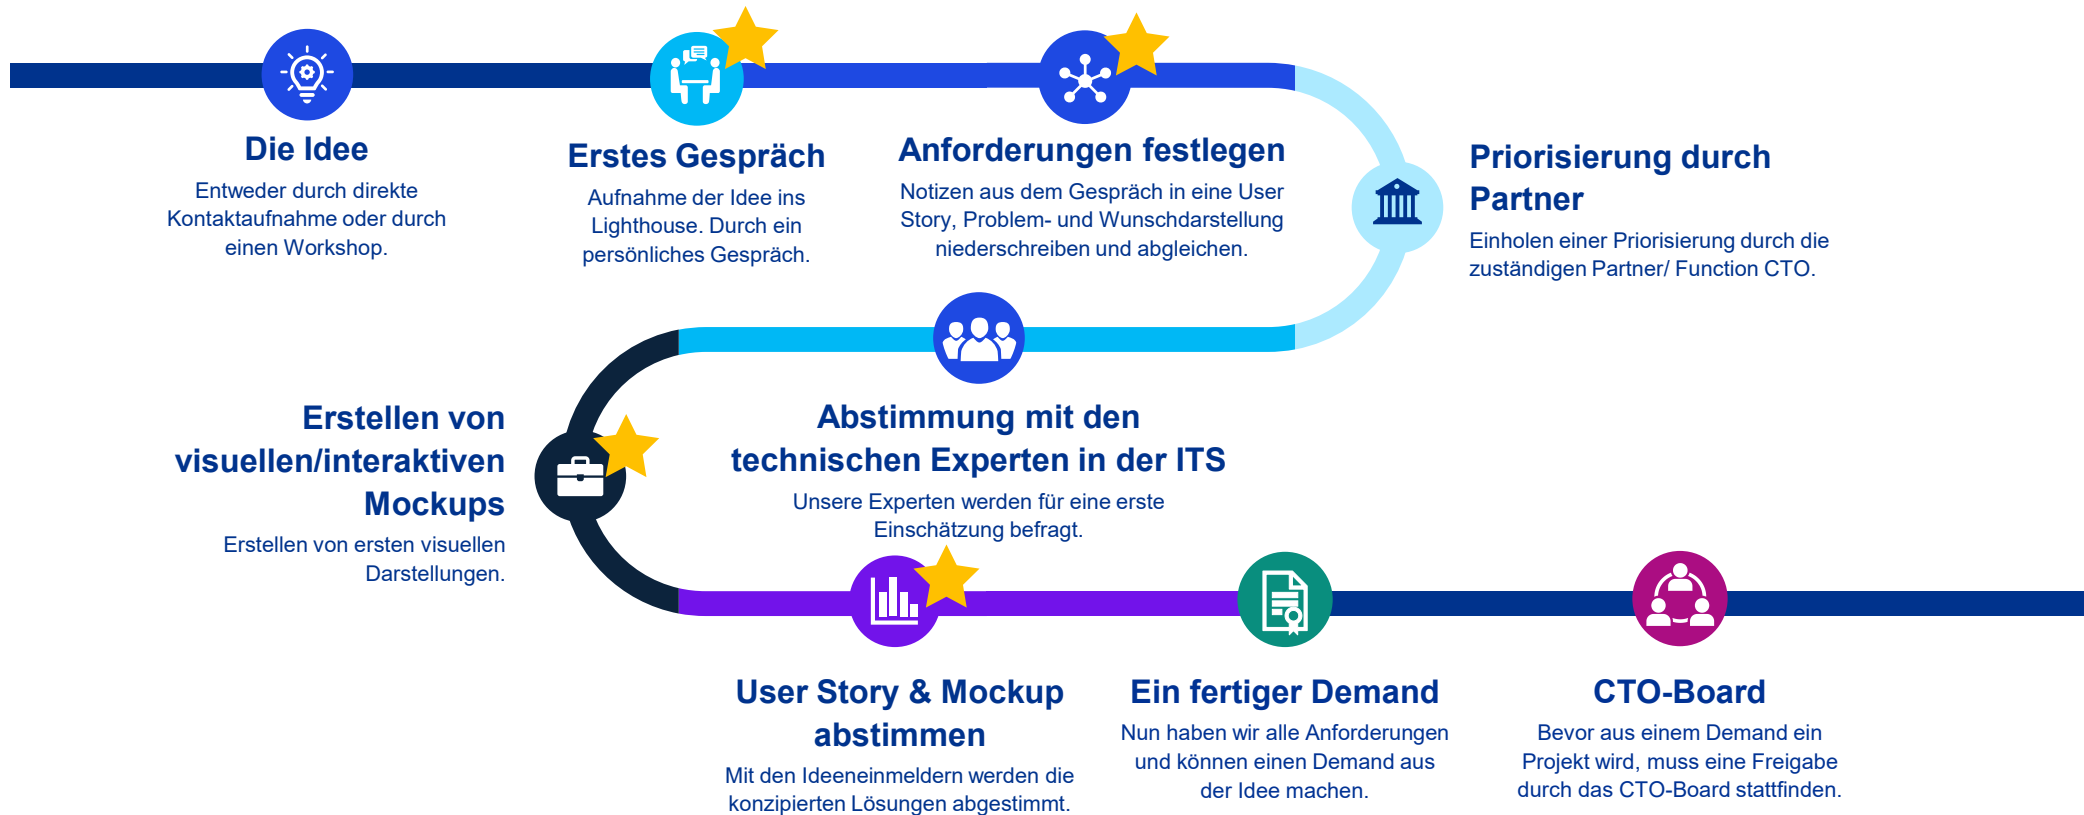 Die Idee
Entweder durch direkte
Kontaktaufnahme oder durch
einen Workshop.
Erstes Gespräch
Aufnahme der Idee ins
Lighthouse. Durch ein
persönliches Gespräch.
Anforderungen festlegen
Notizen aus dem Gespräch in eine User
Story, Problem- und Wunschdarstellung
niederschreiben und abgleichen.
Priorisierung durch
Partner
Einholen einer Priorisierung durch die
zuständigen Partner/ Function CTO.
Abstimmung mit den
technischen Experten in der ITS
Unsere Experten werden für eine erste
Einschätzung befragt.
Erstellen von
visuellen/interaktiven
Mockups
Erstellen von ersten visuellen
Darstellungen.
User Story & Mockup
abstimmen
Mit den Ideeneinmeldern werden die
konzipierten Lösungen abgestimmt.
Ein fertiger Demand
Nun haben wir alle Anforderungen
und können einen Demand aus
der Idee machen.
CTO-Board
Bevor aus einem Demand ein
Projekt wird, muss eine Freigabe
durch das CTO-Board stattfinden.